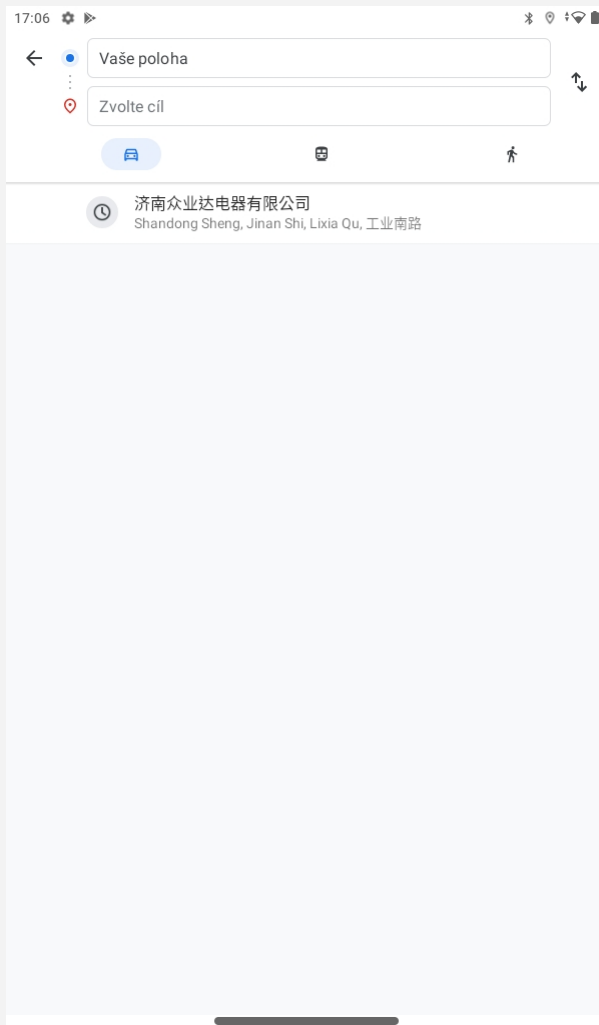 17:06
Vaše poloha
Zvolte cíl
济南众业达电器有限公司
Shandong Sheng, Jinan Shi, Lixia Qu, 工业南路